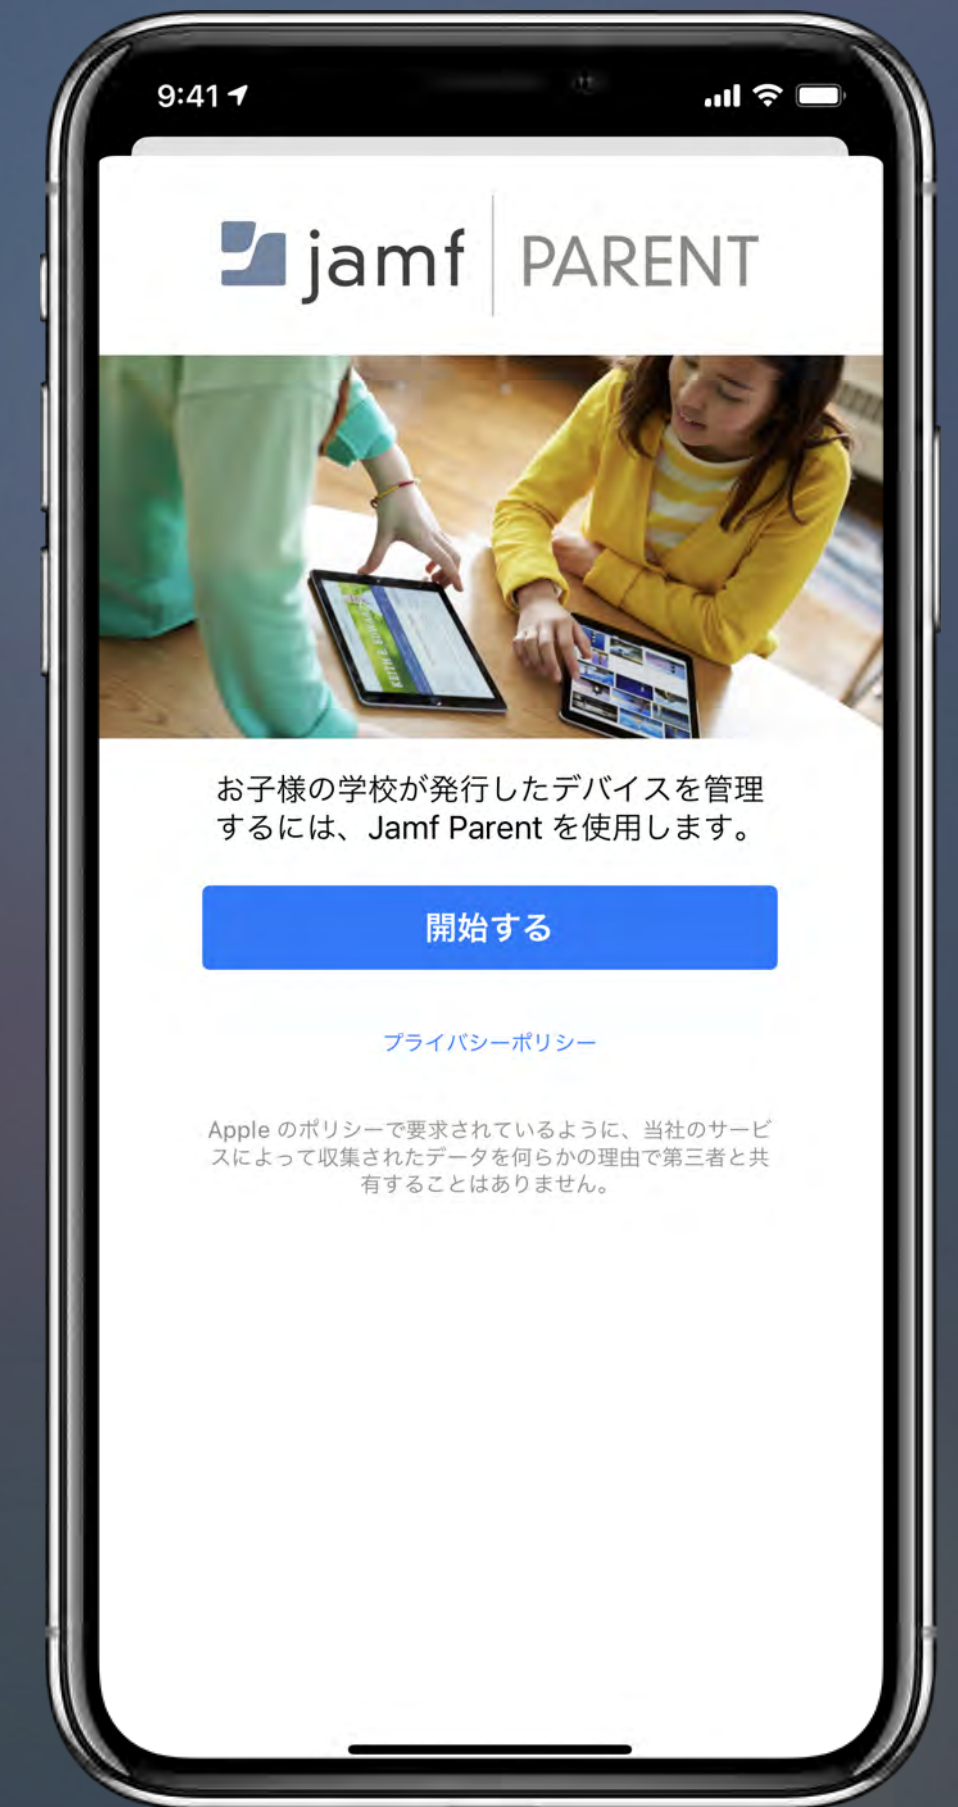 9:41
jamf PARENT
KEITH E. EDWARDS
お子様の学校が発行したデバイスを管理
するには、Jamf Parent を使用します。
開始する
プライバシーポリシー
Apple のポリシーで要求されているように、当社のサービ
スによって収集されたデータを何らかの理由で第三者と共
有することはありません。